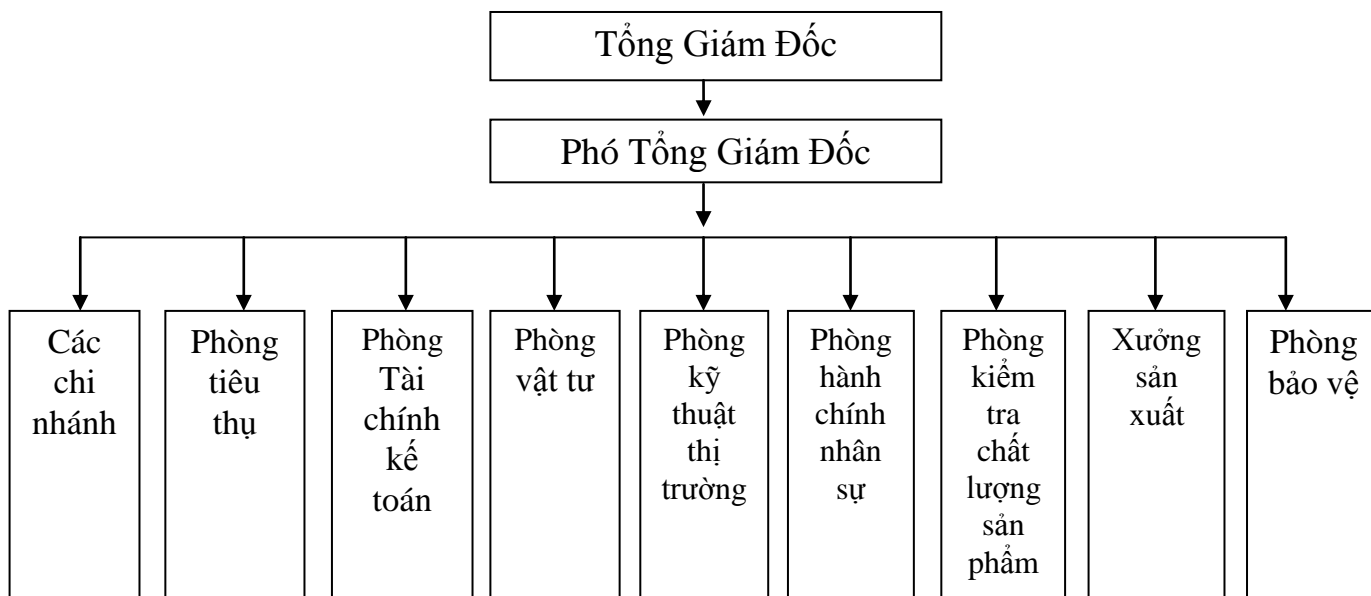 Tổng Giám Đốc
Phó Tổng Giám Đốc
Các
chi
nhánh
Phòng
tiêu
thụ
Phòng
Tài
chính
kế
toán
Phòng
vật tư
Phòng
kỹ
thuật
thị
trường
Phòng
hành
chính
nhân
sự
Phòng
kiểm
tra
chất
lượng
sản
phẩm
Xưởng
sản
xuất
Phòng
bảo vệ